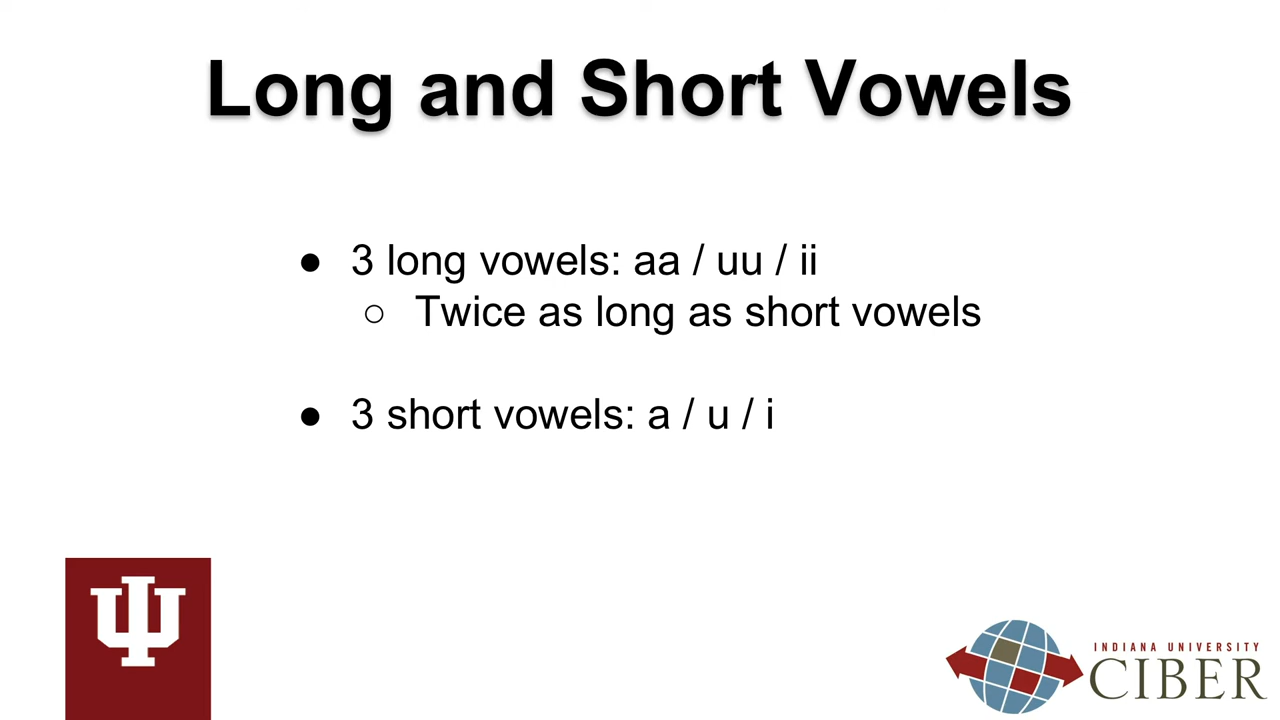 Long and Short Vowels
● 3 long vowels: aa / uu / ii
○ Twice as long as short vowels
● 3 short vowels: a / u / i
INDIANA UNIVERSITY
CIBER